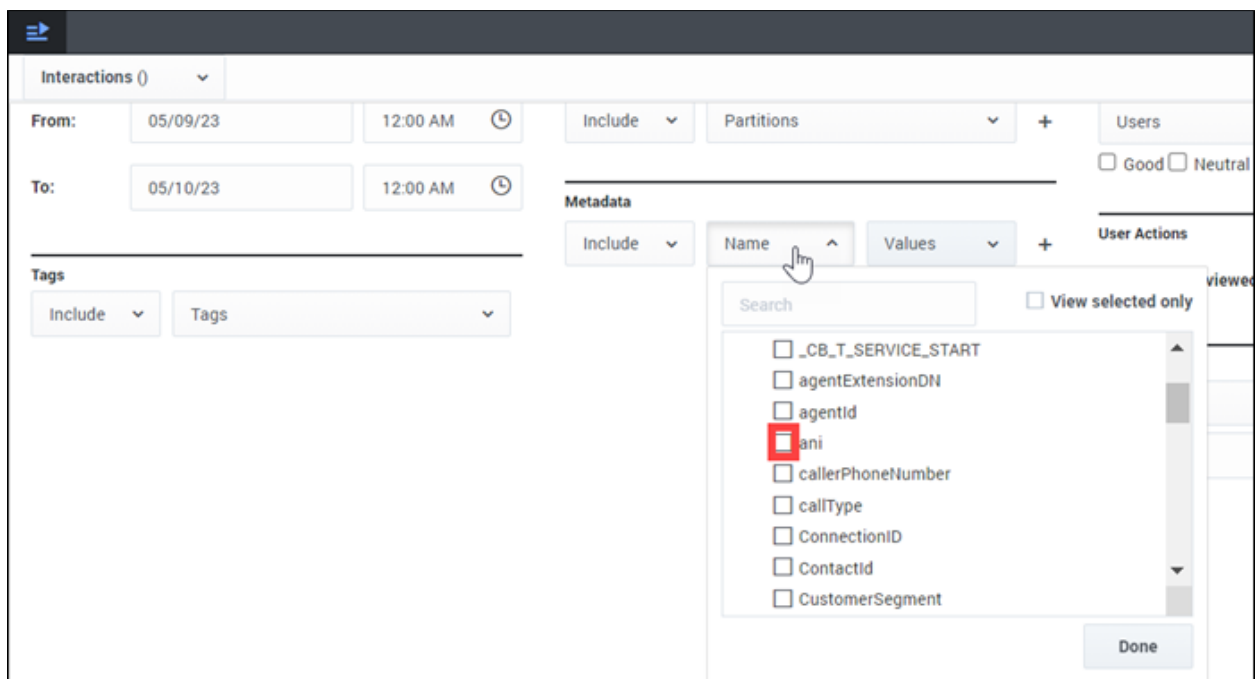 Interactions ()
From: 05/09/23 12:00 AM Include Partitions + Users
Good Neutral
To: 05/10/23 12:00 AM
Metadata
Include Name Values +
User Actions
Tags
Include Tags
viewed
Search View selected only
_CB_T_SERVICE_START
agentExtensionDN
agentId
ani
callerPhoneNumber
callType
ConnectionID
ContactId
CustomerSegment
Done